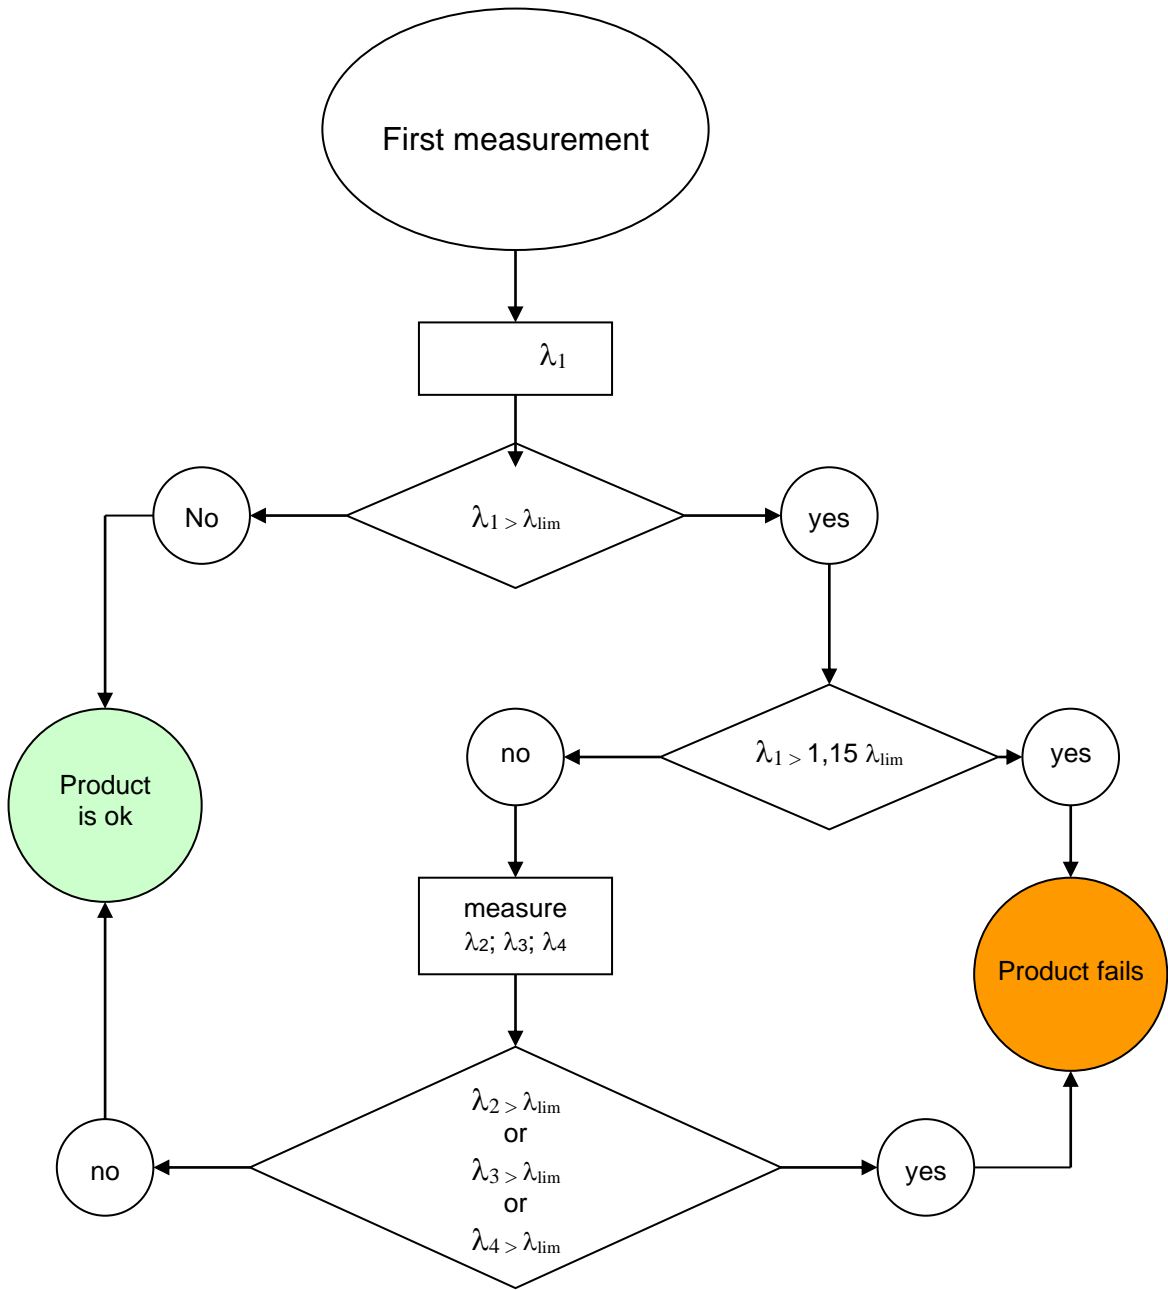 First measurement
λ1
No
λ1 > λlim
yes
no
λ1 > 1,15 λlim
yes
Product
is ok
measure
λ2; λ3; λ4
Product fails
λ2 > λlim
or
no
λ3 > λlim
yes
or
λ4 > λlim